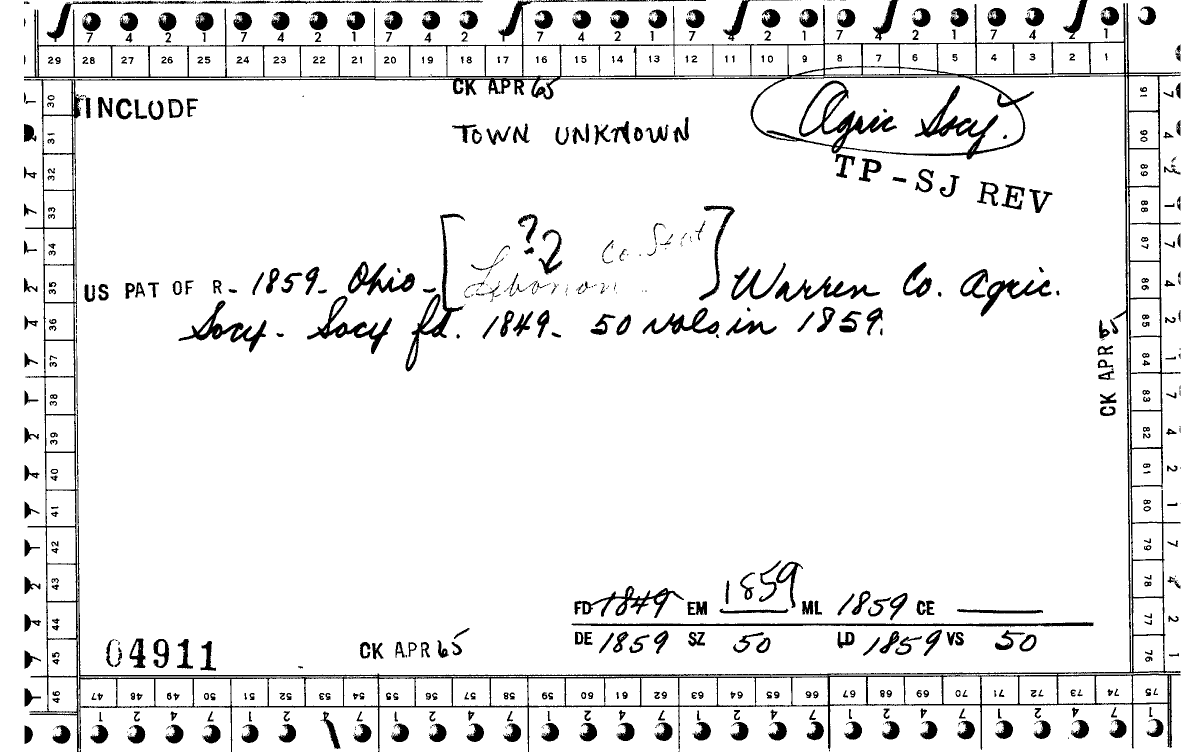 CK APR 65
INCLUDE
TOWN UNKNOWN
Agric Socy.
TP-SJ REV
?
Co. Seat
US PAT OF R- 1859- Ohio- [Lebanon] Warren Co. Agric.
Socy- Socy fd. 1849- 50 vols. in 1859.
CK APR 65
FD 1849 EM 1859 ML 1859 CE
DE 1859 SZ 50 LD 1859 VS 50
04911
CK APR 65
7 4 2 1 7 4 2 1 7 4 2 1 7 4 2 1 7 4 2 1 7 4 2 1
29 28 27 26 25 24 23 22 21 20 19 18 17 16 15 14 13 12 11 10 9 8 7 6 5 4 3 2 1
30
31
32
33
34
35
36
37
38
39
40
41
42
43
44
45
46
91
90
89
88
87
86
85
84
83
82
81
80
79
78
77
76
47 48 49 50 51 52 53 54 55 56 57 58 59 60 61 62 63 64 65 66 67 68 69 70 71 72 73 74 75